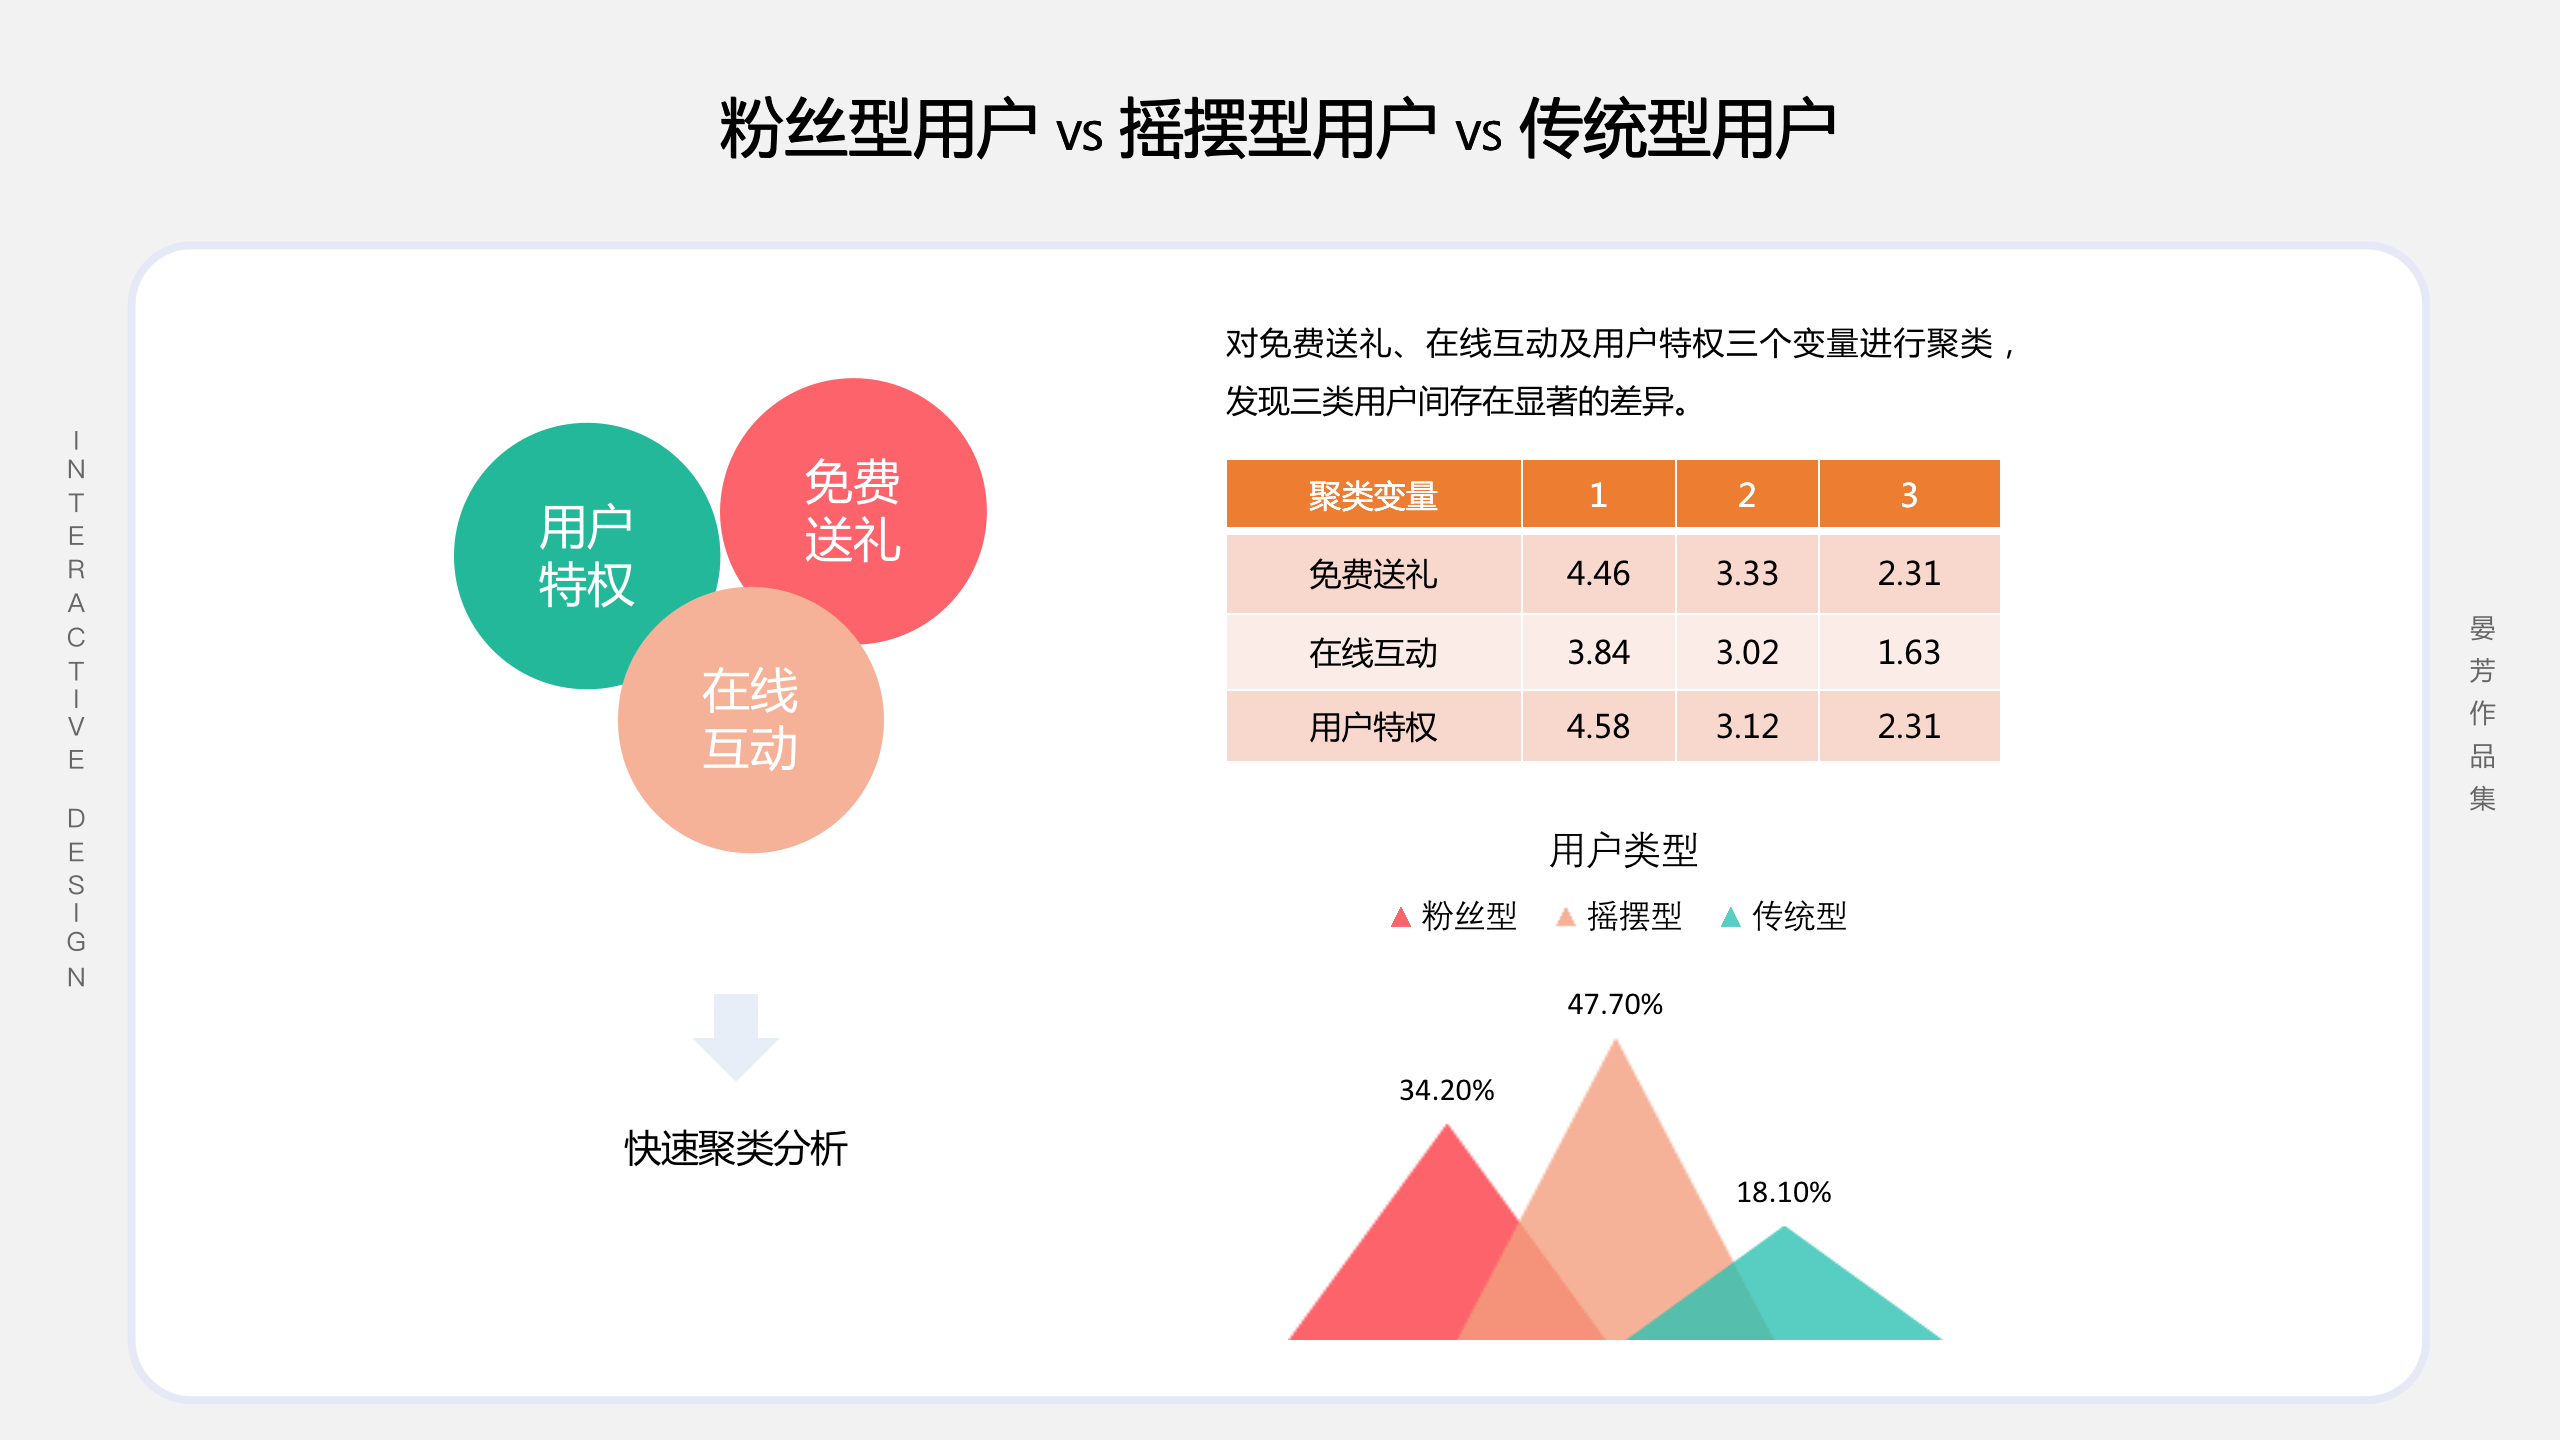 粉丝型用户 vs 摇摆型用户 vs 传统型用户
INTERACTIVE DESIGN
用户
特权
免费
送礼
在线
互动
快速聚类分析
对免费送礼、在线互动及用户特权三个变量进行聚类，
发现三类用户间存在显著的差异。
聚类变量 1 2 3
免费送礼 4.46 3.33 2.31
在线互动 3.84 3.02 1.63
用户特权 4.58 3.12 2.31
用户类型
粉丝型 摇摆型 传统型
47.70%
34.20%
18.10%
晏芳作品集